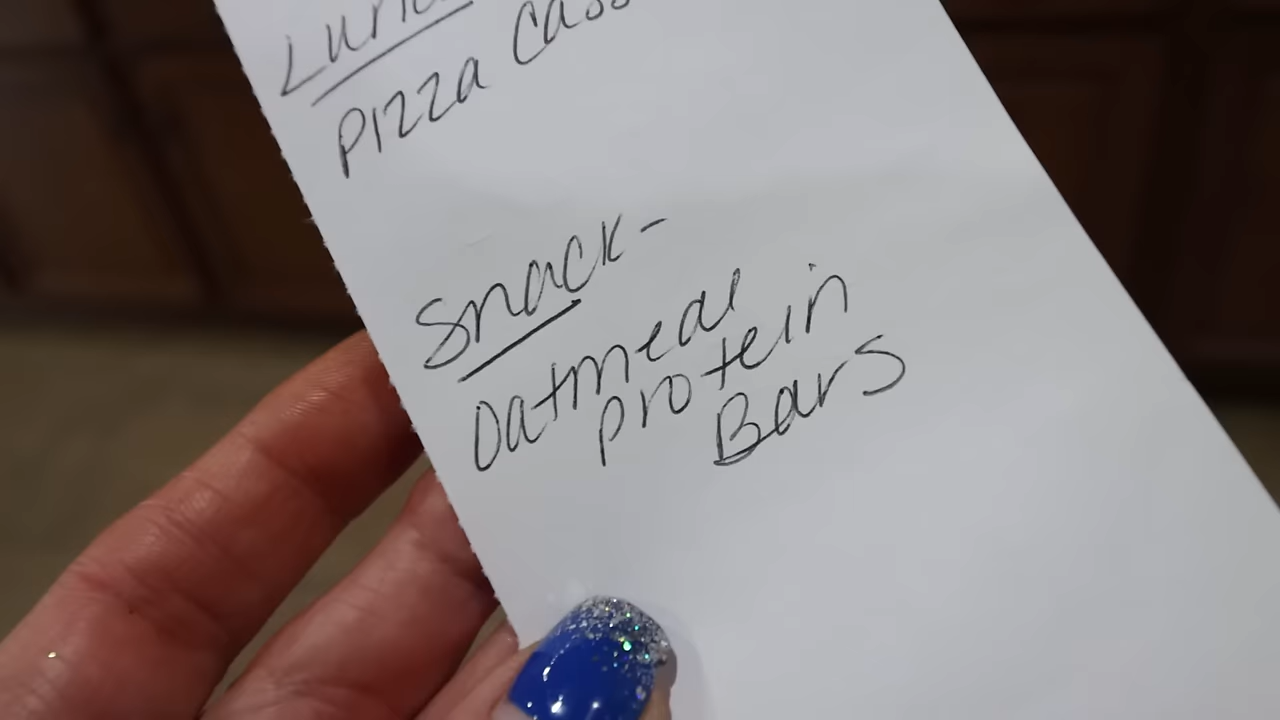 Pizza
Snack-
Oatmeal
protein
Bars